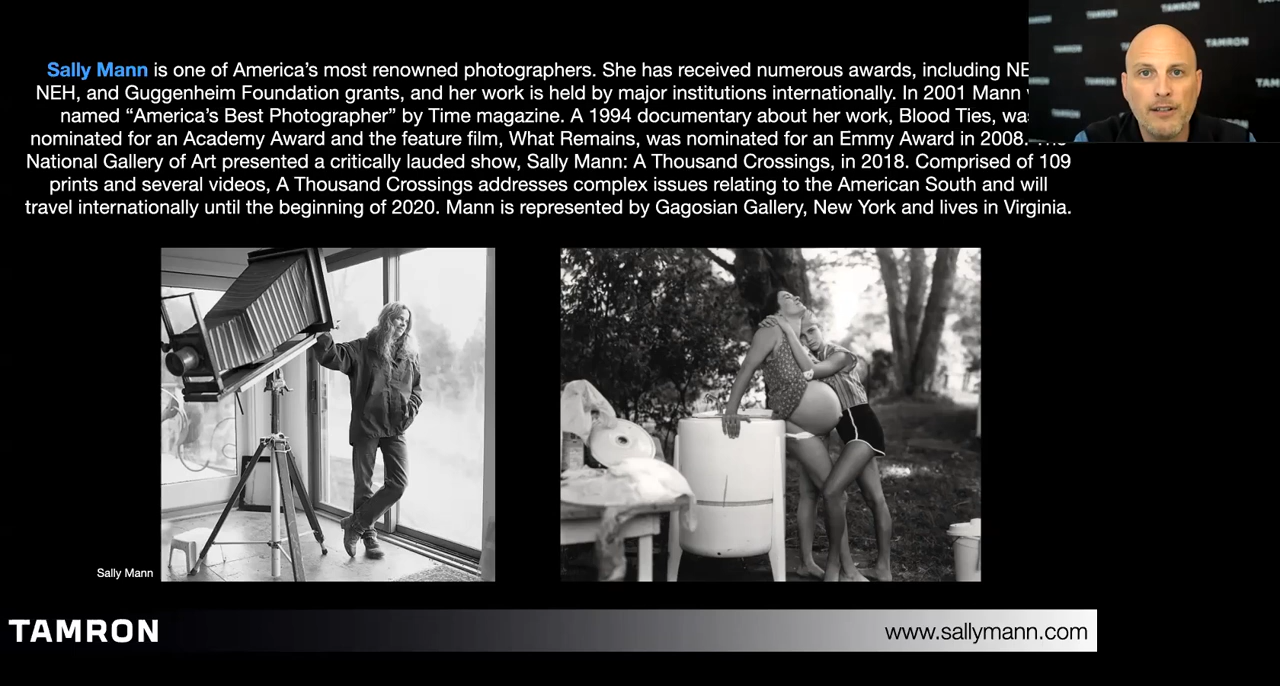 Sally Mann is one of America's most renowned photographers. She has received numerous awards, including
NEH, and Guggenheim Foundation grants, and her work is held by major institutions internationally. In 2001 Mann
named “America's Best Photographer” by Time magazine. A 1994 documentary about her work, Blood Ties,
nominated for an Academy Award and the feature film, What Remains, was nominated for an Emmy Award in 2008.
National Gallery of Art presented a critically lauded show, Sally Mann: A Thousand Crossings, in 2018. Comprised of 109
prints and several videos, A Thousand Crossings addresses complex issues relating to the American South and will
travel internationally until the beginning of 2020. Mann is represented by Gagosian Gallery, New York and lives in Virginia.
Sally Mann
TAMRON
www.sallymann.com
TAMRON
TAMRON
TAMRON
TAMRON